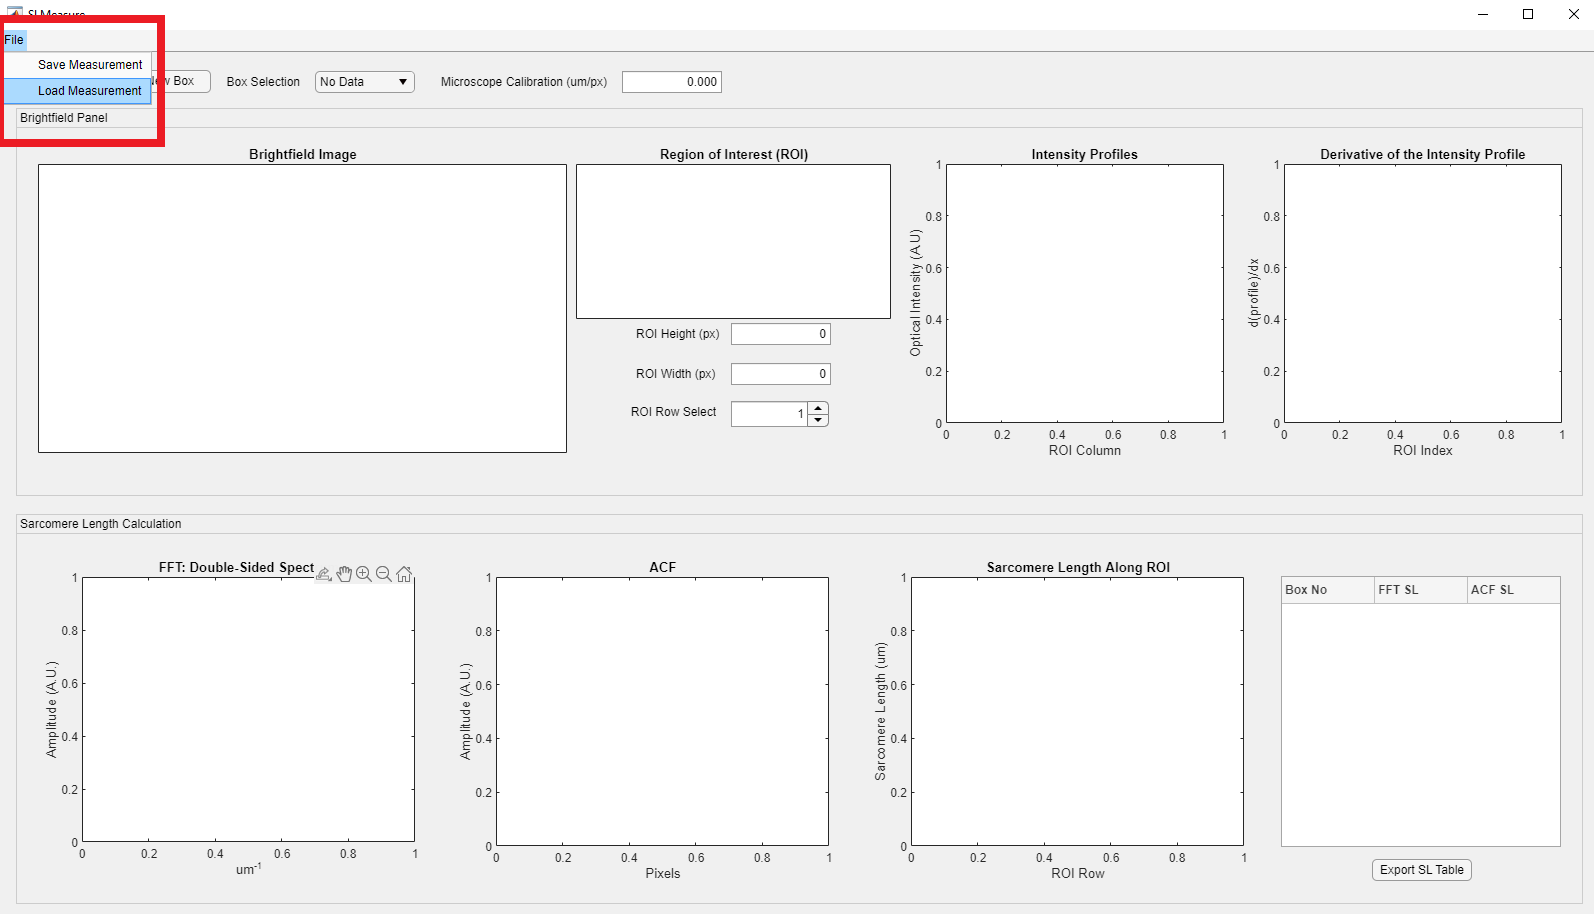 SLMeasure
File
Save Measurement
Load Measurement
Box
Box Selection
No Data
Microscope Calibration (um/px)
0.000
Brightfield Panel
Brightfield Image
Region of Interest (ROI)
ROI Height (px)
0
ROI Width (px)
0
ROI Row Select
1
Intensity Profiles
Optical Intensity (A.U)
1
0.8
0.6
0.4
0.2
0
0 0.2 0.4 0.6 0.8 1
ROI Column
Derivative of the Intensity Profile
d(profile)/dx
1
0.8
0.6
0.4
0.2
0
0 0.2 0.4 0.6 0.8 1
ROI Index
Sarcomere Length Calculation
FFT: Double-Sided Spect
Amplitude (A.U.)
1
0.8
0.6
0.4
0.2
0
0 0.2 0.4 0.6 0.8 1
um-1
ACF
Amplitude (A.U.)
1
0.8
0.6
0.4
0.2
0
0 0.2 0.4 0.6 0.8 1
Pixels
Sarcomere Length Along ROI
Sarcomere Length (um)
1
0.8
0.6
0.4
0.2
0
0 0.2 0.4 0.6 0.8 1
ROI Row
Box No FFT SL ACF SL
Export SL Table